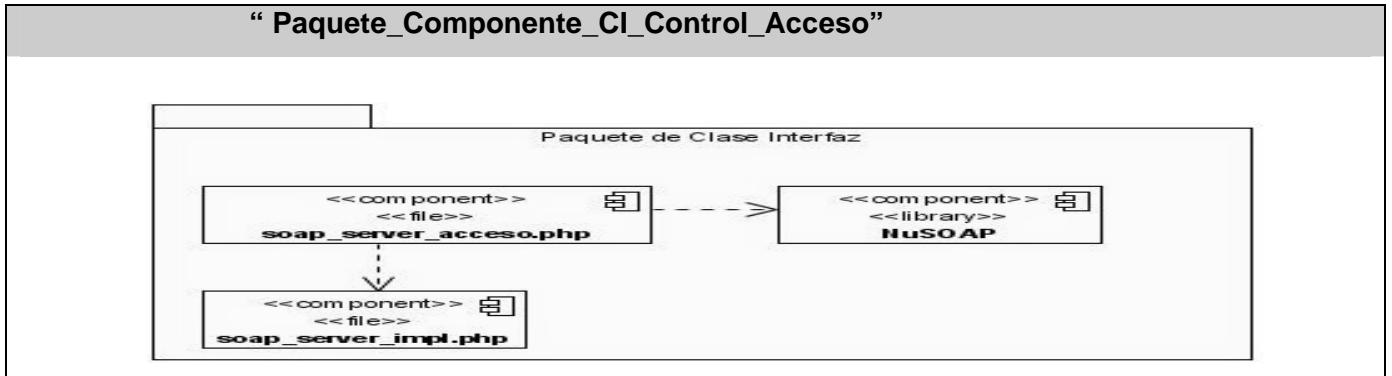 “ Paquete_Componente_CI_Control_Acceso”
Paquete de Clase Interfaz
<<component>>
<<file>>
soap_server_acceso.php
<<component>>
<<library>>
NuSOAP
<<component>>
<<file>>
soap_server_impl.php